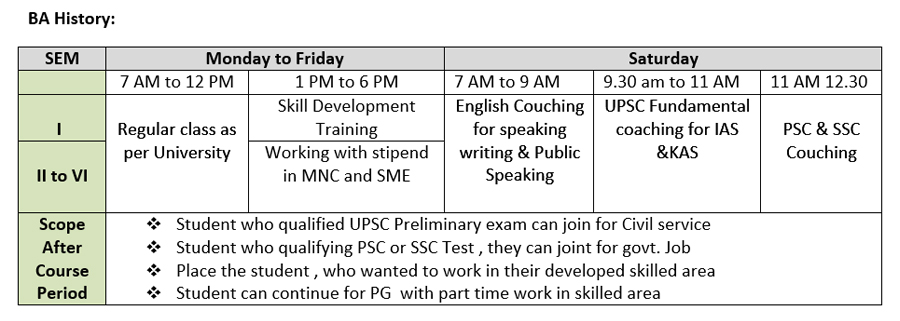 BA History:
SEM Monday to Friday Saturday
7 AM to 12 PM 1 PM to 6 PM 7 AM to 9 AM 9.30 am to 11 AM 11 AM 12.30
I
II to VI
Regular class as
per University
Skill Development
Training
Working with stipend
in MNC and SME
English Couching
for speaking
writing & Public
Speaking
UPSC Fundamental
coaching for IAS
&KAS
PSC & SSC
Couching
Scope
After
Course
Period
❖ Student who qualified UPSC Preliminary exam can join for Civil service
❖ Student who qualifying PSC or SSC Test , they can joint for govt. Job
❖ Place the student , who wanted to work in their developed skilled area
❖ Student can continue for PG with part time work in skilled area